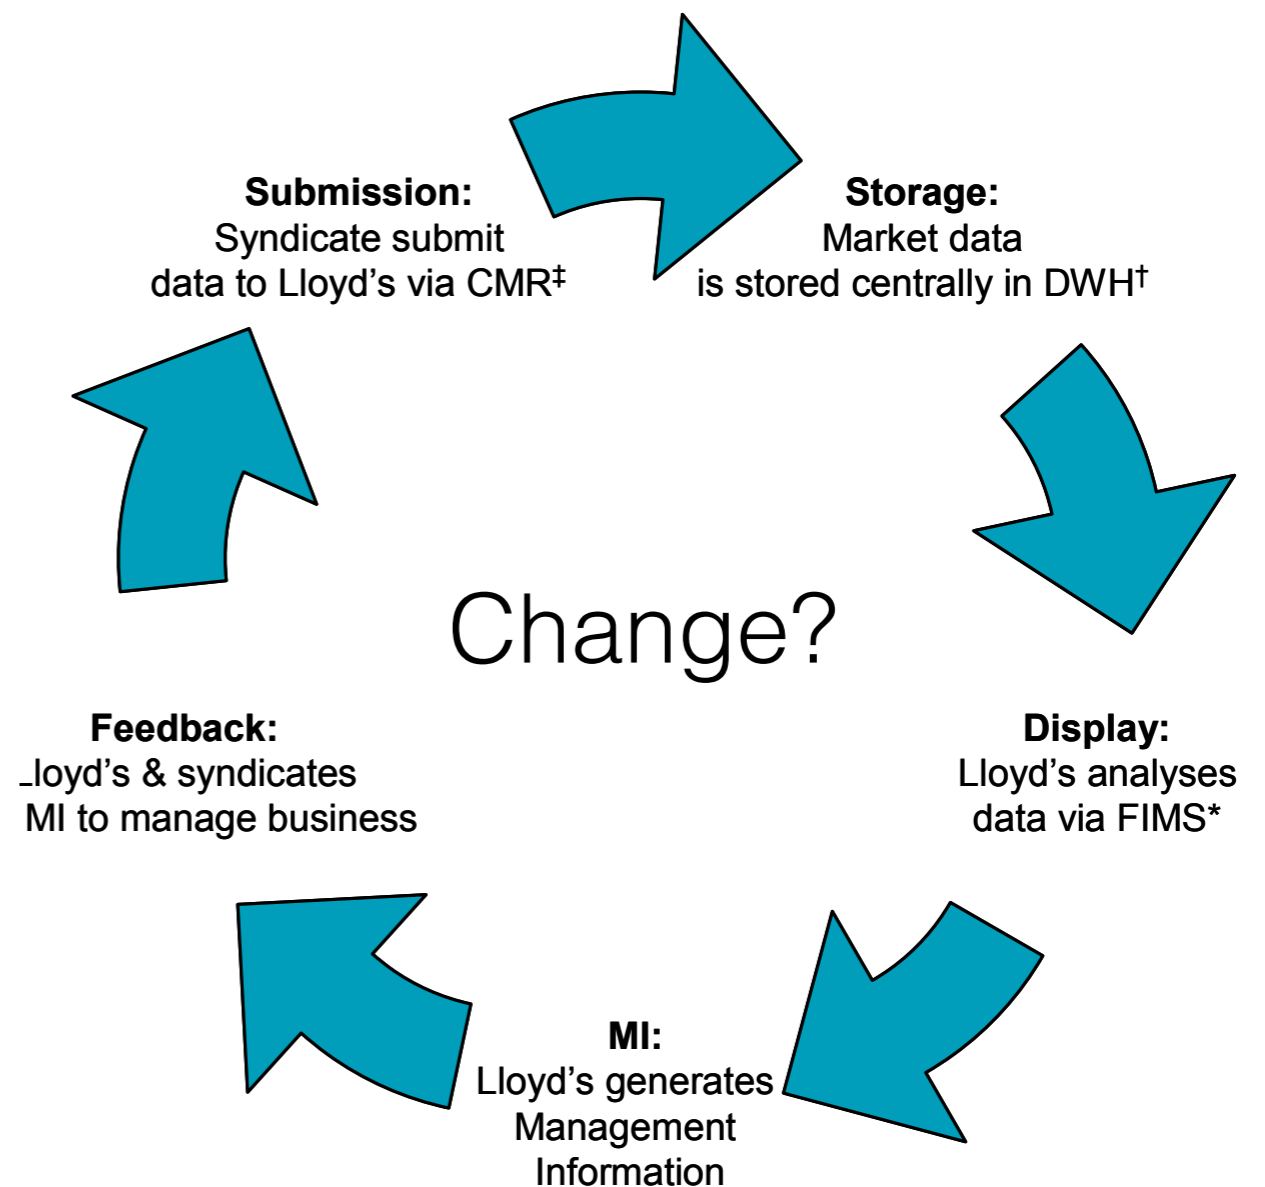 Submission:
Syndicate submit
data to Lloyd's via CMR‡
Storage:
Market data
is stored centrally in DWH†
Change?
Feedback:
loyd's & syndicates
MI to manage business
Display:
Lloyd's analyses
data via FIMS*
MI:
Lloyd's generates
Management
Information